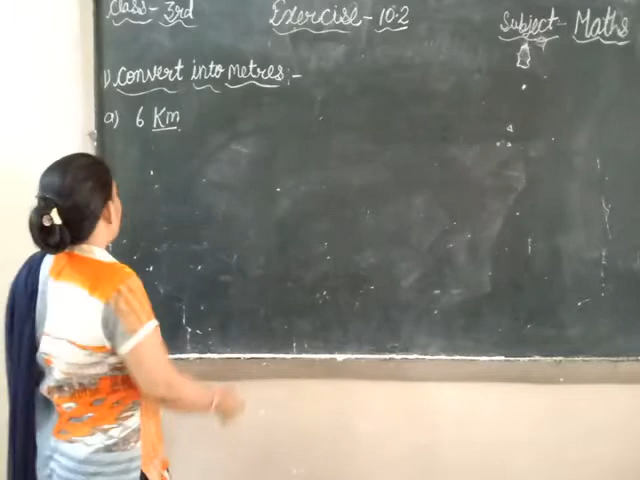 Class - 3rd Exercise - 10.2 Subject - Maths
1) Convert into metres :-
a) 6 Km